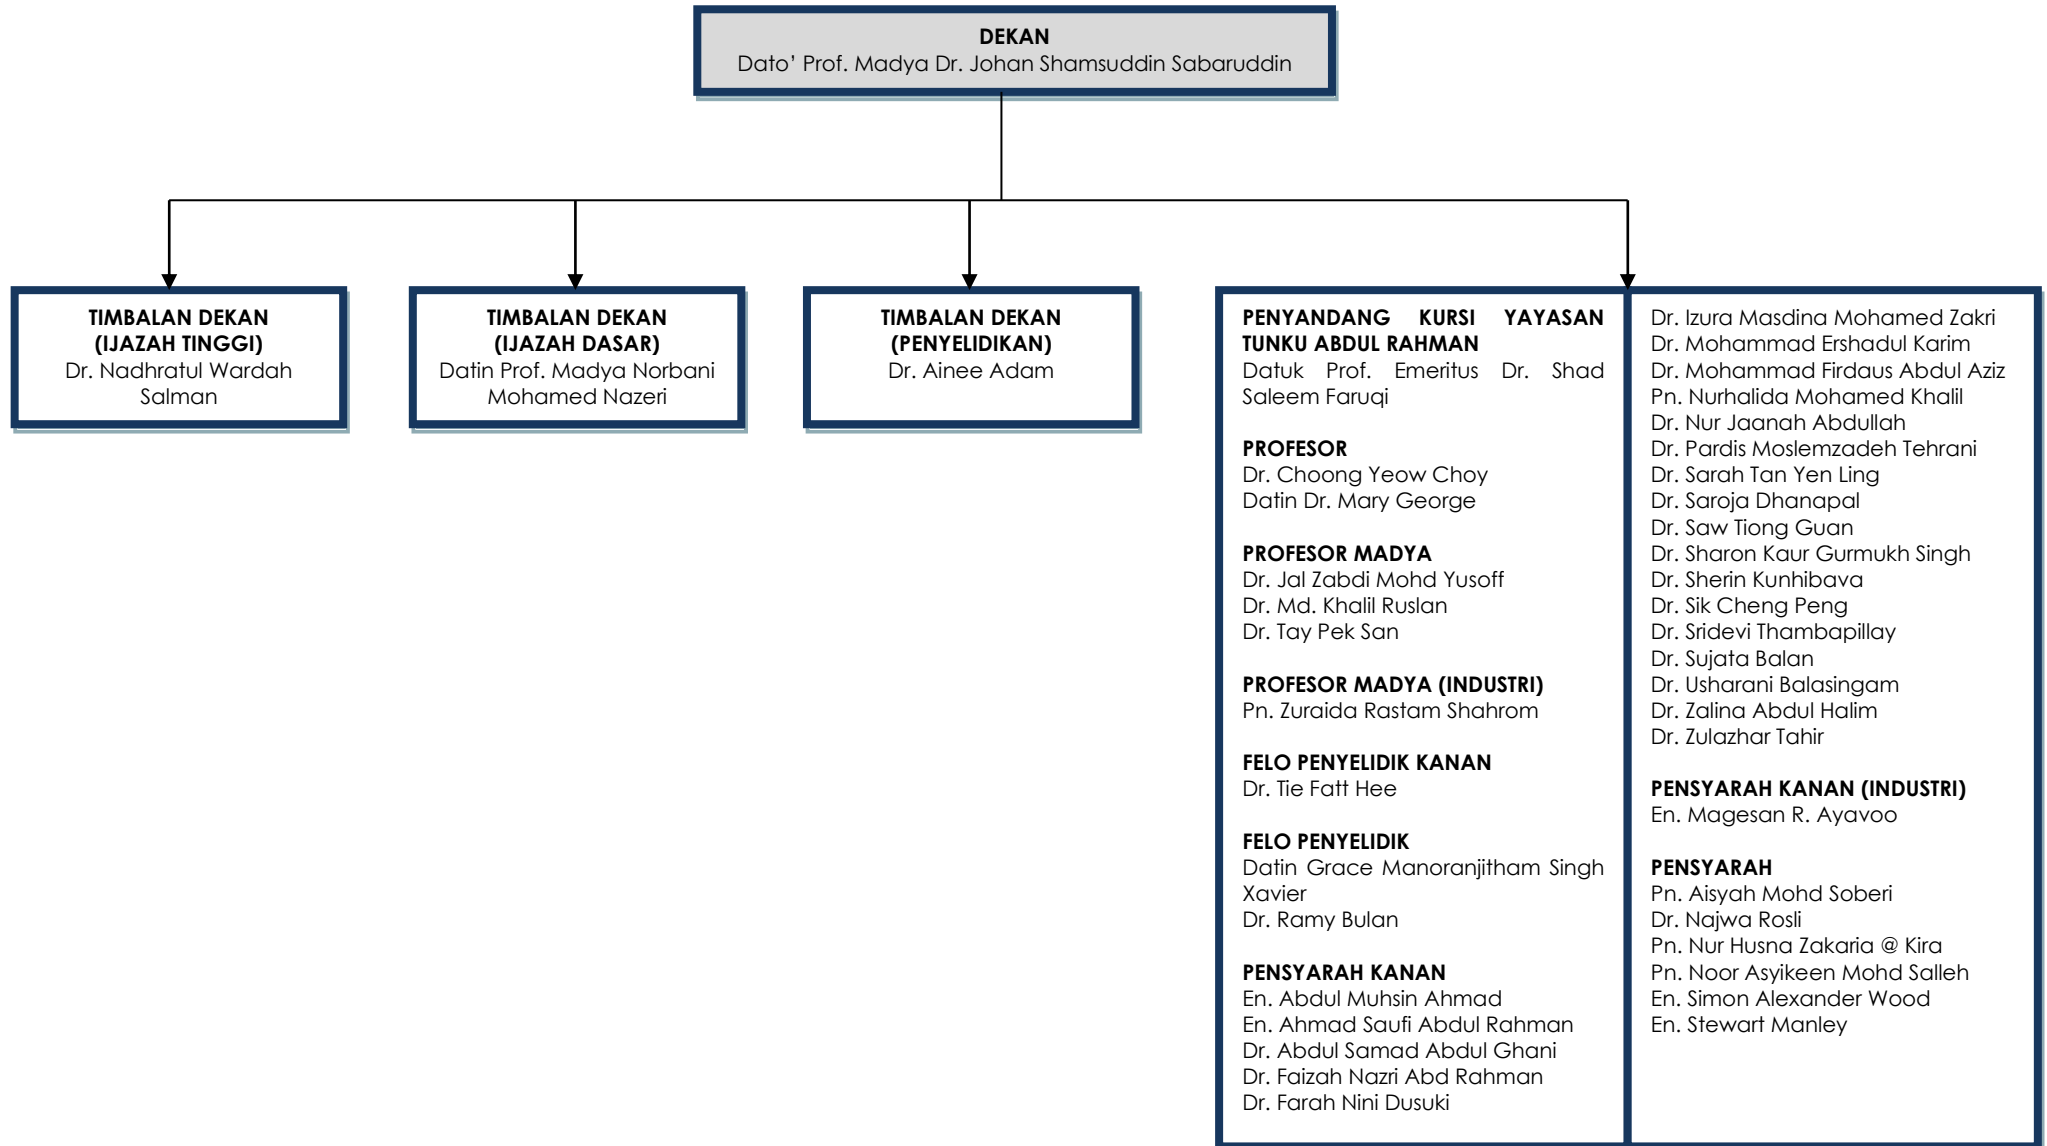 DEKAN
Dato’ Prof. Madya Dr. Johan Shamsuddin Sabaruddin
TIMBALAN DEKAN
(IJAZAH TINGGI)
Dr. Nadhratul Wardah
Salman
TIMBALAN DEKAN
(IJAZAH DASAR)
Datin Prof. Madya Norbani
Mohamed Nazeri
TIMBALAN DEKAN
(PENYELIDIKAN)
Dr. Ainee Adam
PENYANDANG KURSI YAYASAN
TUNKU ABDUL RAHMAN
Datuk Prof. Emeritus Dr. Shad
Saleem Faruqi
PROFESOR
Dr. Choong Yeow Choy
Datin Dr. Mary George
PROFESOR MADYA
Dr. Jal Zabdi Mohd Yusoff
Dr. Md. Khalil Ruslan
Dr. Tay Pek San
PROFESOR MADYA (INDUSTRI)
Pn. Zuraida Rastam Shahrom
FELO PENYELIDIK KANAN
Dr. Tie Fatt Hee
FELO PENYELIDIK
Datin Grace Manoranjitham Singh
Xavier
Dr. Ramy Bulan
PENSYARAH KANAN
En. Abdul Muhsin Ahmad
En. Ahmad Saufi Abdul Rahman
Dr. Abdul Samad Abdul Ghani
Dr. Faizah Nazri Abd Rahman
Dr. Farah Nini Dusuki
Dr. Izura Masdina Mohamed Zakri
Dr. Mohammad Ershadul Karim
Dr. Mohammad Firdaus Abdul Aziz
Pn. Nurhalida Mohamed Khalil
Dr. Nur Jaanah Abdullah
Dr. Pardis Moslemzadeh Tehrani
Dr. Sarah Tan Yen Ling
Dr. Saroja Dhanapal
Dr. Saw Tiong Guan
Dr. Sharon Kaur Gurmukh Singh
Dr. Sherin Kunhibava
Dr. Sik Cheng Peng
Dr. Sridevi Thambapillay
Dr. Sujata Balan
Dr. Usharani Balasingam
Dr. Zalina Abdul Halim
Dr. Zulazhar Tahir
PENSYARAH KANAN (INDUSTRI)
En. Magesan R. Ayavoo
PENSYARAH
Pn. Aisyah Mohd Soberi
Dr. Najwa Rosli
Pn. Nur Husna Zakaria @ Kira
Pn. Noor Asyikeen Mohd Salleh
En. Simon Alexander Wood
En. Stewart Manley